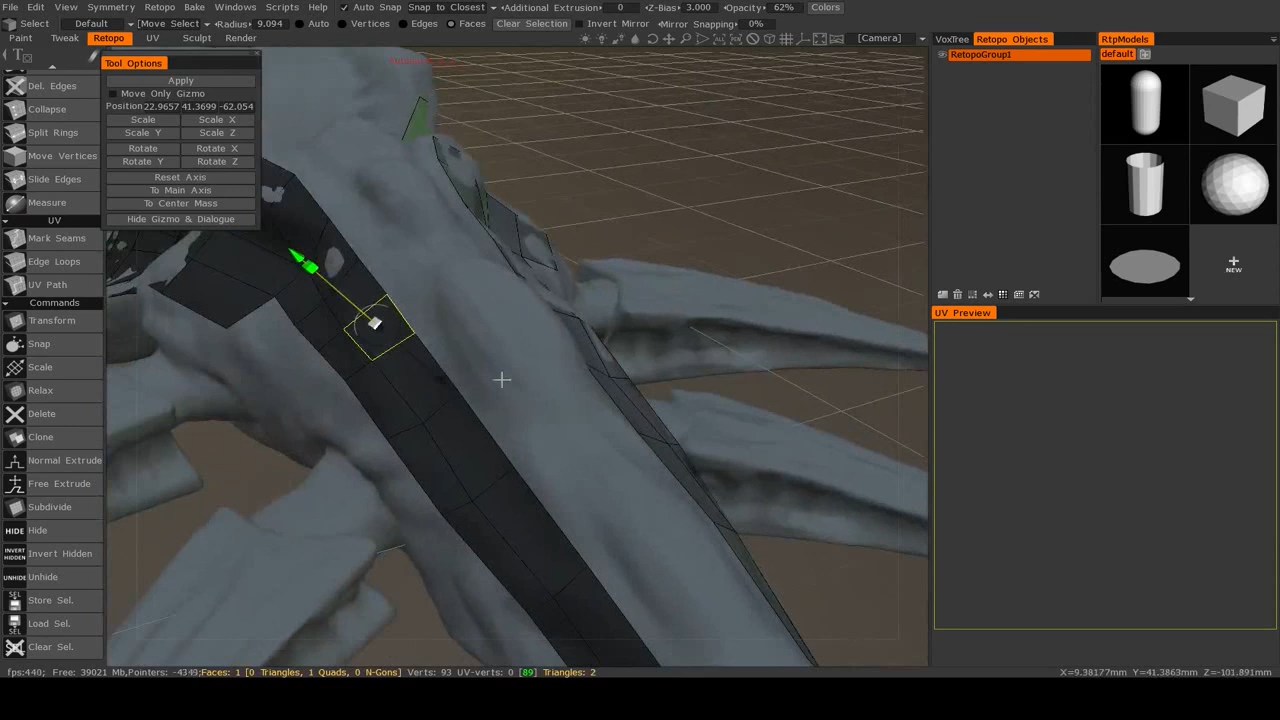 File Edit View Symmetry Retopo Bake Windows Scripts Help Auto Snap Snap to Closest Additional Extrusion 0 Z-Bias 3.000 Opacity 62% Colors
Select Default [Move Select] Radius 9.094 Auto Vertices Edges Faces Clear Selection Invert Mirror Mirror Snapping 0%
Paint Tweak Retopo UV Sculpt Render [Camera] VoxTree Retopo Objects RtpModels
Tool Options
RetopoGroup1
default
Apply
Move Only Gizmo
Position 22.9657 41.3699 -62.054
Scale Scale X
Scale Y Scale Z
Rotate Rotate X
Rotate Y Rotate Z
Reset Axis
To Main Axis
To Center Mass
Hide Gizmo & Dialogue
Del. Edges
Collapse
Split Rings
Move Vertices
Slide Edges
Measure
UV
Mark Seams
Edge Loops
UV Path
Commands
Transform
Snap
Scale
Relax
Delete
Clone
Normal Extrude
Free Extrude
Subdivide
HIDE Hide
INVERT HIDDEN Invert Hidden
UNHIDE Unhide
SEL Store Sel.
SEL Load Sel.
SEL Clear Sel.
NEW
UV Preview
fps:440; Free: 39021 Mb,Pointers: -4349;Faces: 1 [0 Triangles, 1 Quads, 0 N-Gons] Verts: 93 UV-verts: 0 [89] Triangles: 2 X=9.38177mm Y=41.3863mm Z=-101.891mm